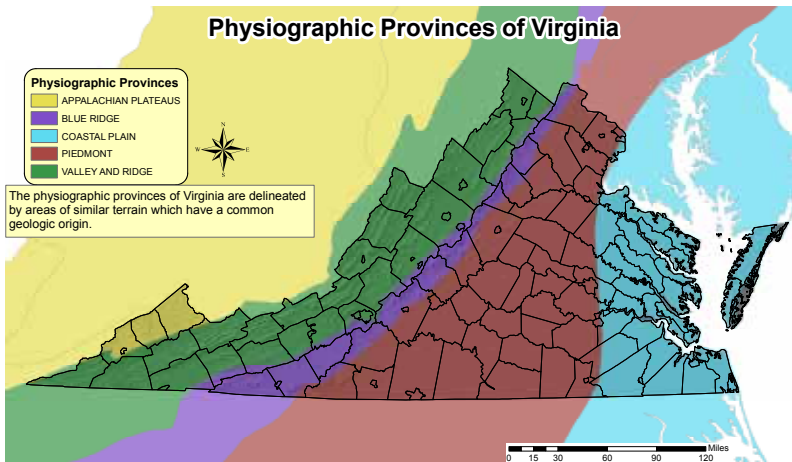 Physiographic Provinces of Virginia
Physiographic Provinces
APPALACHIAN PLATEAUS
BLUE RIDGE
COASTAL PLAIN
PIEDMONT
VALLEY AND RIDGE
N
W E
S
The physiographic provinces of Virginia are delineated
by areas of similar terrain which have a common
geologic origin.
Miles
0 15 30 60 90 120